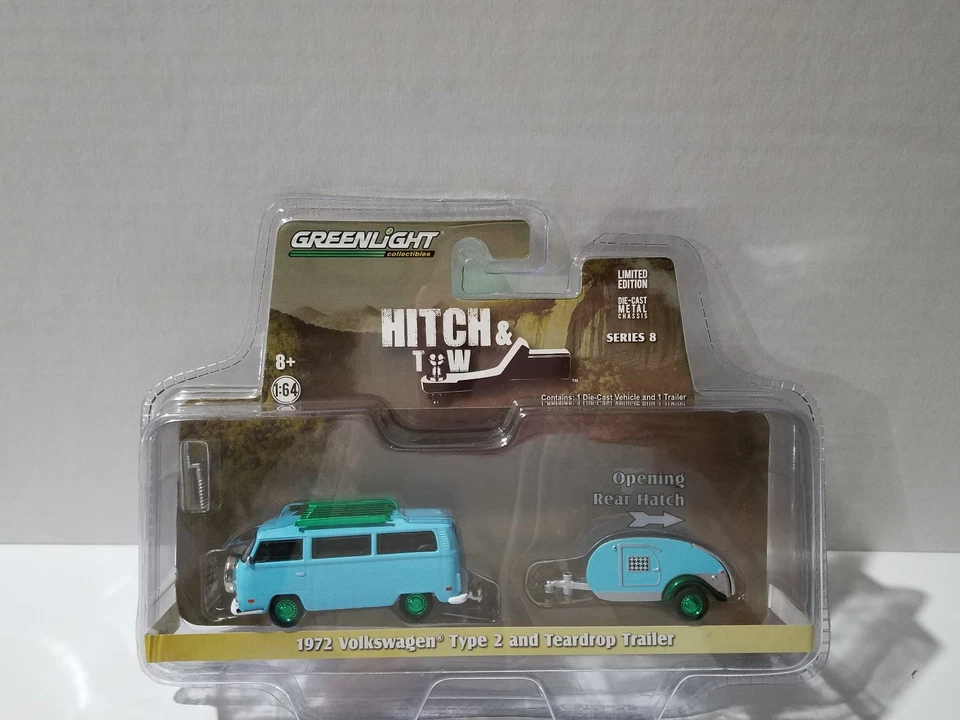 GREENLiGHT
collectibles
LIMITED
EDITION
DIE-CAST
METAL
CHASSIS
SERIES 8
HITCH &
TOW
™
8+
1:64
Contains: 1 Die-Cast Vehicle and 1 Trailer
Opening
Rear Hatch
1972 Volkswagen® Type 2 and Teardrop Trailer